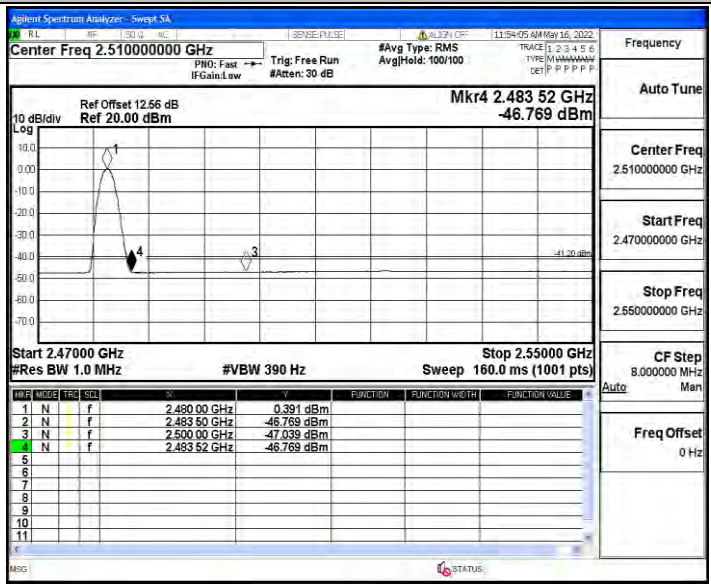 Agilent Spectrum Analyzer - Swept SA
RL RF 50 Ω AC SENSE:PULSE ALIGN OFF 11:54:05 AM May 16, 2022
Center Freq 2.510000000 GHz
PNO: Fast
IFGain:Low
Trig: Free Run
#Atten: 30 dB
#Avg Type: RMS
Avg|Hold: 100/100
TRACE 1 2 3 4 5 6
TYPE M WWWWW
DET P P P P P P
Frequency
Auto Tune
Center Freq
2.510000000 GHz
Start Freq
2.470000000 GHz
Stop Freq
2.550000000 GHz
CF Step
8.000000 MHz
Auto Man
Freq Offset
0 Hz
Ref Offset 12.56 dB
10 dB/div Ref 20.00 dBm
Log
Mkr4 2.483 52 GHz
-46.769 dBm
10.0
0.00
-10.0
-20.0
-30.0
-40.0
-50.0
-60.0
-70.0
1
4
3
-41.20 dBm
Start 2.47000 GHz Stop 2.55000 GHz
#Res BW 1.0 MHz #VBW 390 Hz Sweep 160.0 ms (1001 pts)
MKR MODE TRC SCL X Y FUNCTION FUNCTION WIDTH FUNCTION VALUE
1 N f 2.480 00 GHz 0.391 dBm
2 N f 2.483 50 GHz -46.769 dBm
3 N f 2.500 00 GHz -47.039 dBm
4 N f 2.483 52 GHz -46.769 dBm
5
6
7
8
9
10
11
MSG STATUS